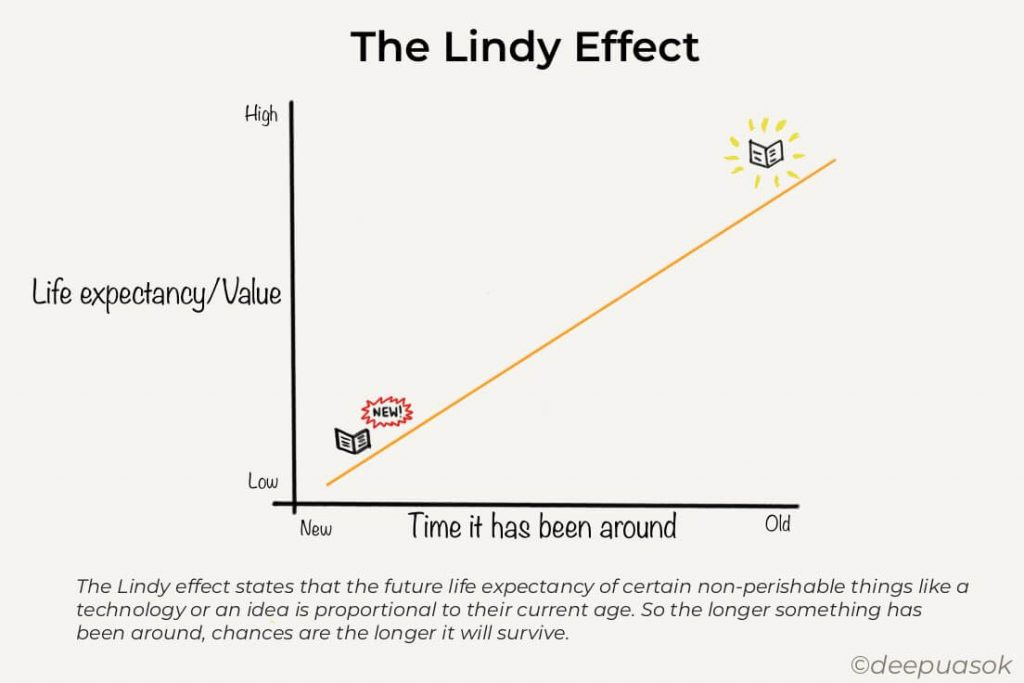 The Lindy Effect
High
Life expectancy/Value
NEW!
Low
New
Time it has been around
Old
The Lindy effect states that the future life expectancy of certain non-perishable things like a
technology or an idea is proportional to their current age. So the longer something has
been around, chances are the longer it will survive.
©deepuasok